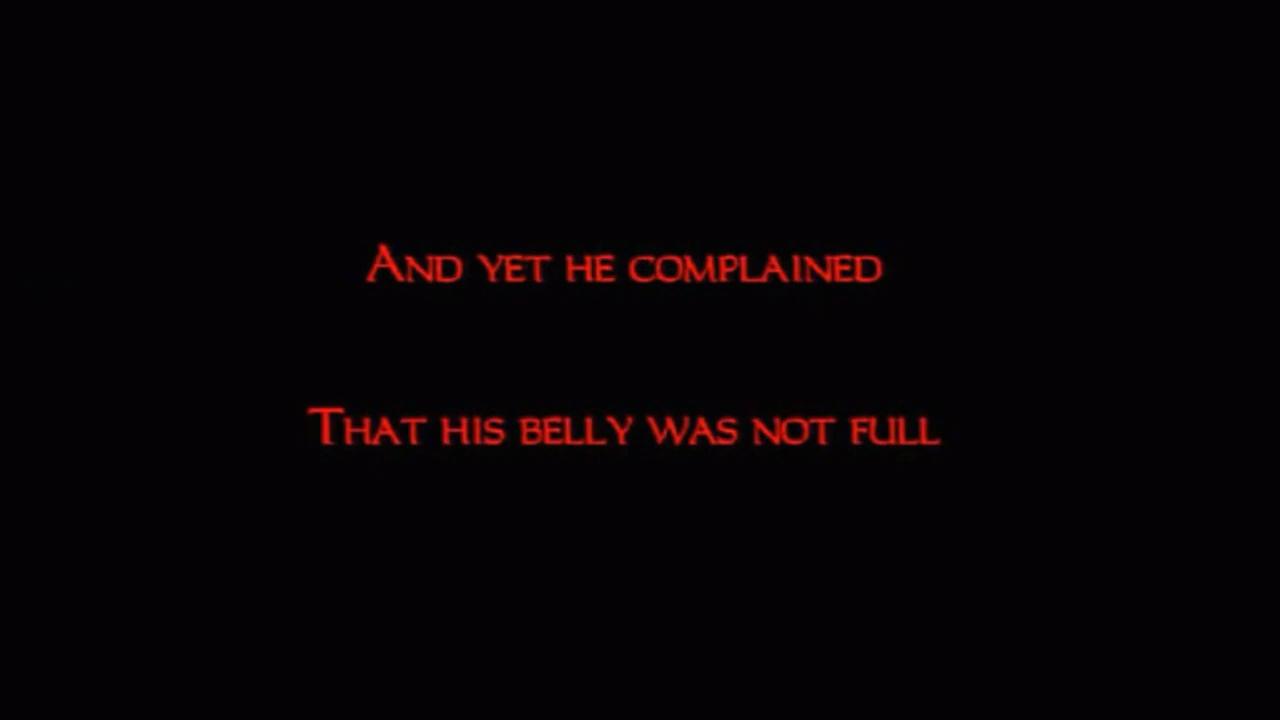 And yet he complained
That his belly was not full